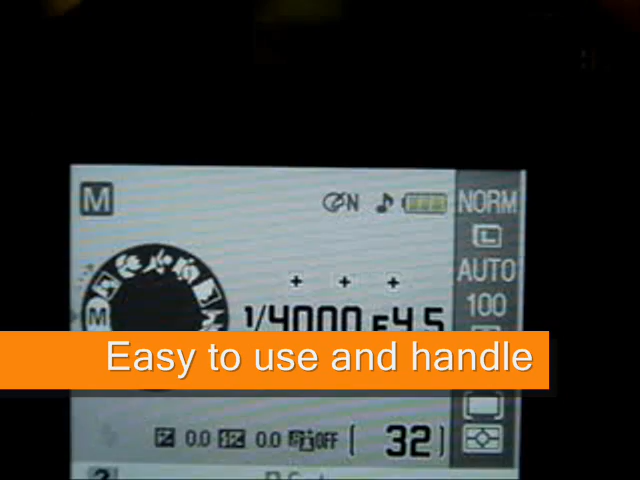 M
N
NORM
L
AUTO
100
M
1/4000 F4.5
Easy to use and handle
0.0 0.0 OFF [ 32 ]
?